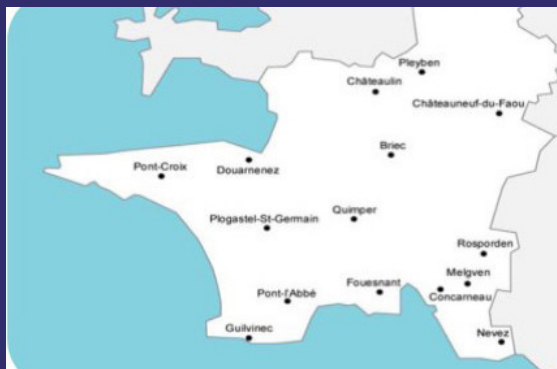 Pleyben
Châteaulin
Châteauneuf-du-Faou
Briec
Pont-Croix
Douarnenez
Quimper
Plogastel-St-Germain
Rosporden
Melgven
Pont-l'Abbé
Fouesnant
Concarneau
Guilvinec
Nevez